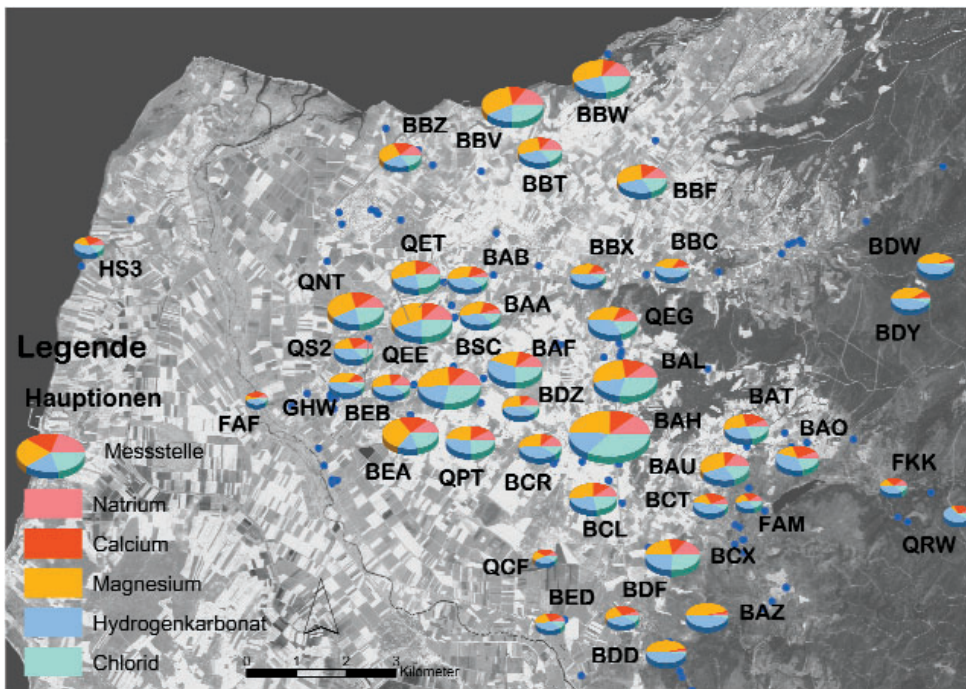 BBZ
BBV
BBW
BBT
BBF
HS3
QET
BAB
BBX
BBC
BDW
QNT
BAA
QEG
BDY
Legende
QS2
QEE
BSC
BAF
BAL
Hauptionen
GHW
BEB
BDZ
BAT
FAF
BAH
BAO
Messstelle
BEA
QPT
BCR
BAU
FKK
Natrium
BCL
BCT
FAM
QRW
Calcium
QCF
BCX
Magnesium
BED
BDF
BAZ
Hydrogenkarbonat
BDD
Chlorid
0 1 2 3
Kilometer